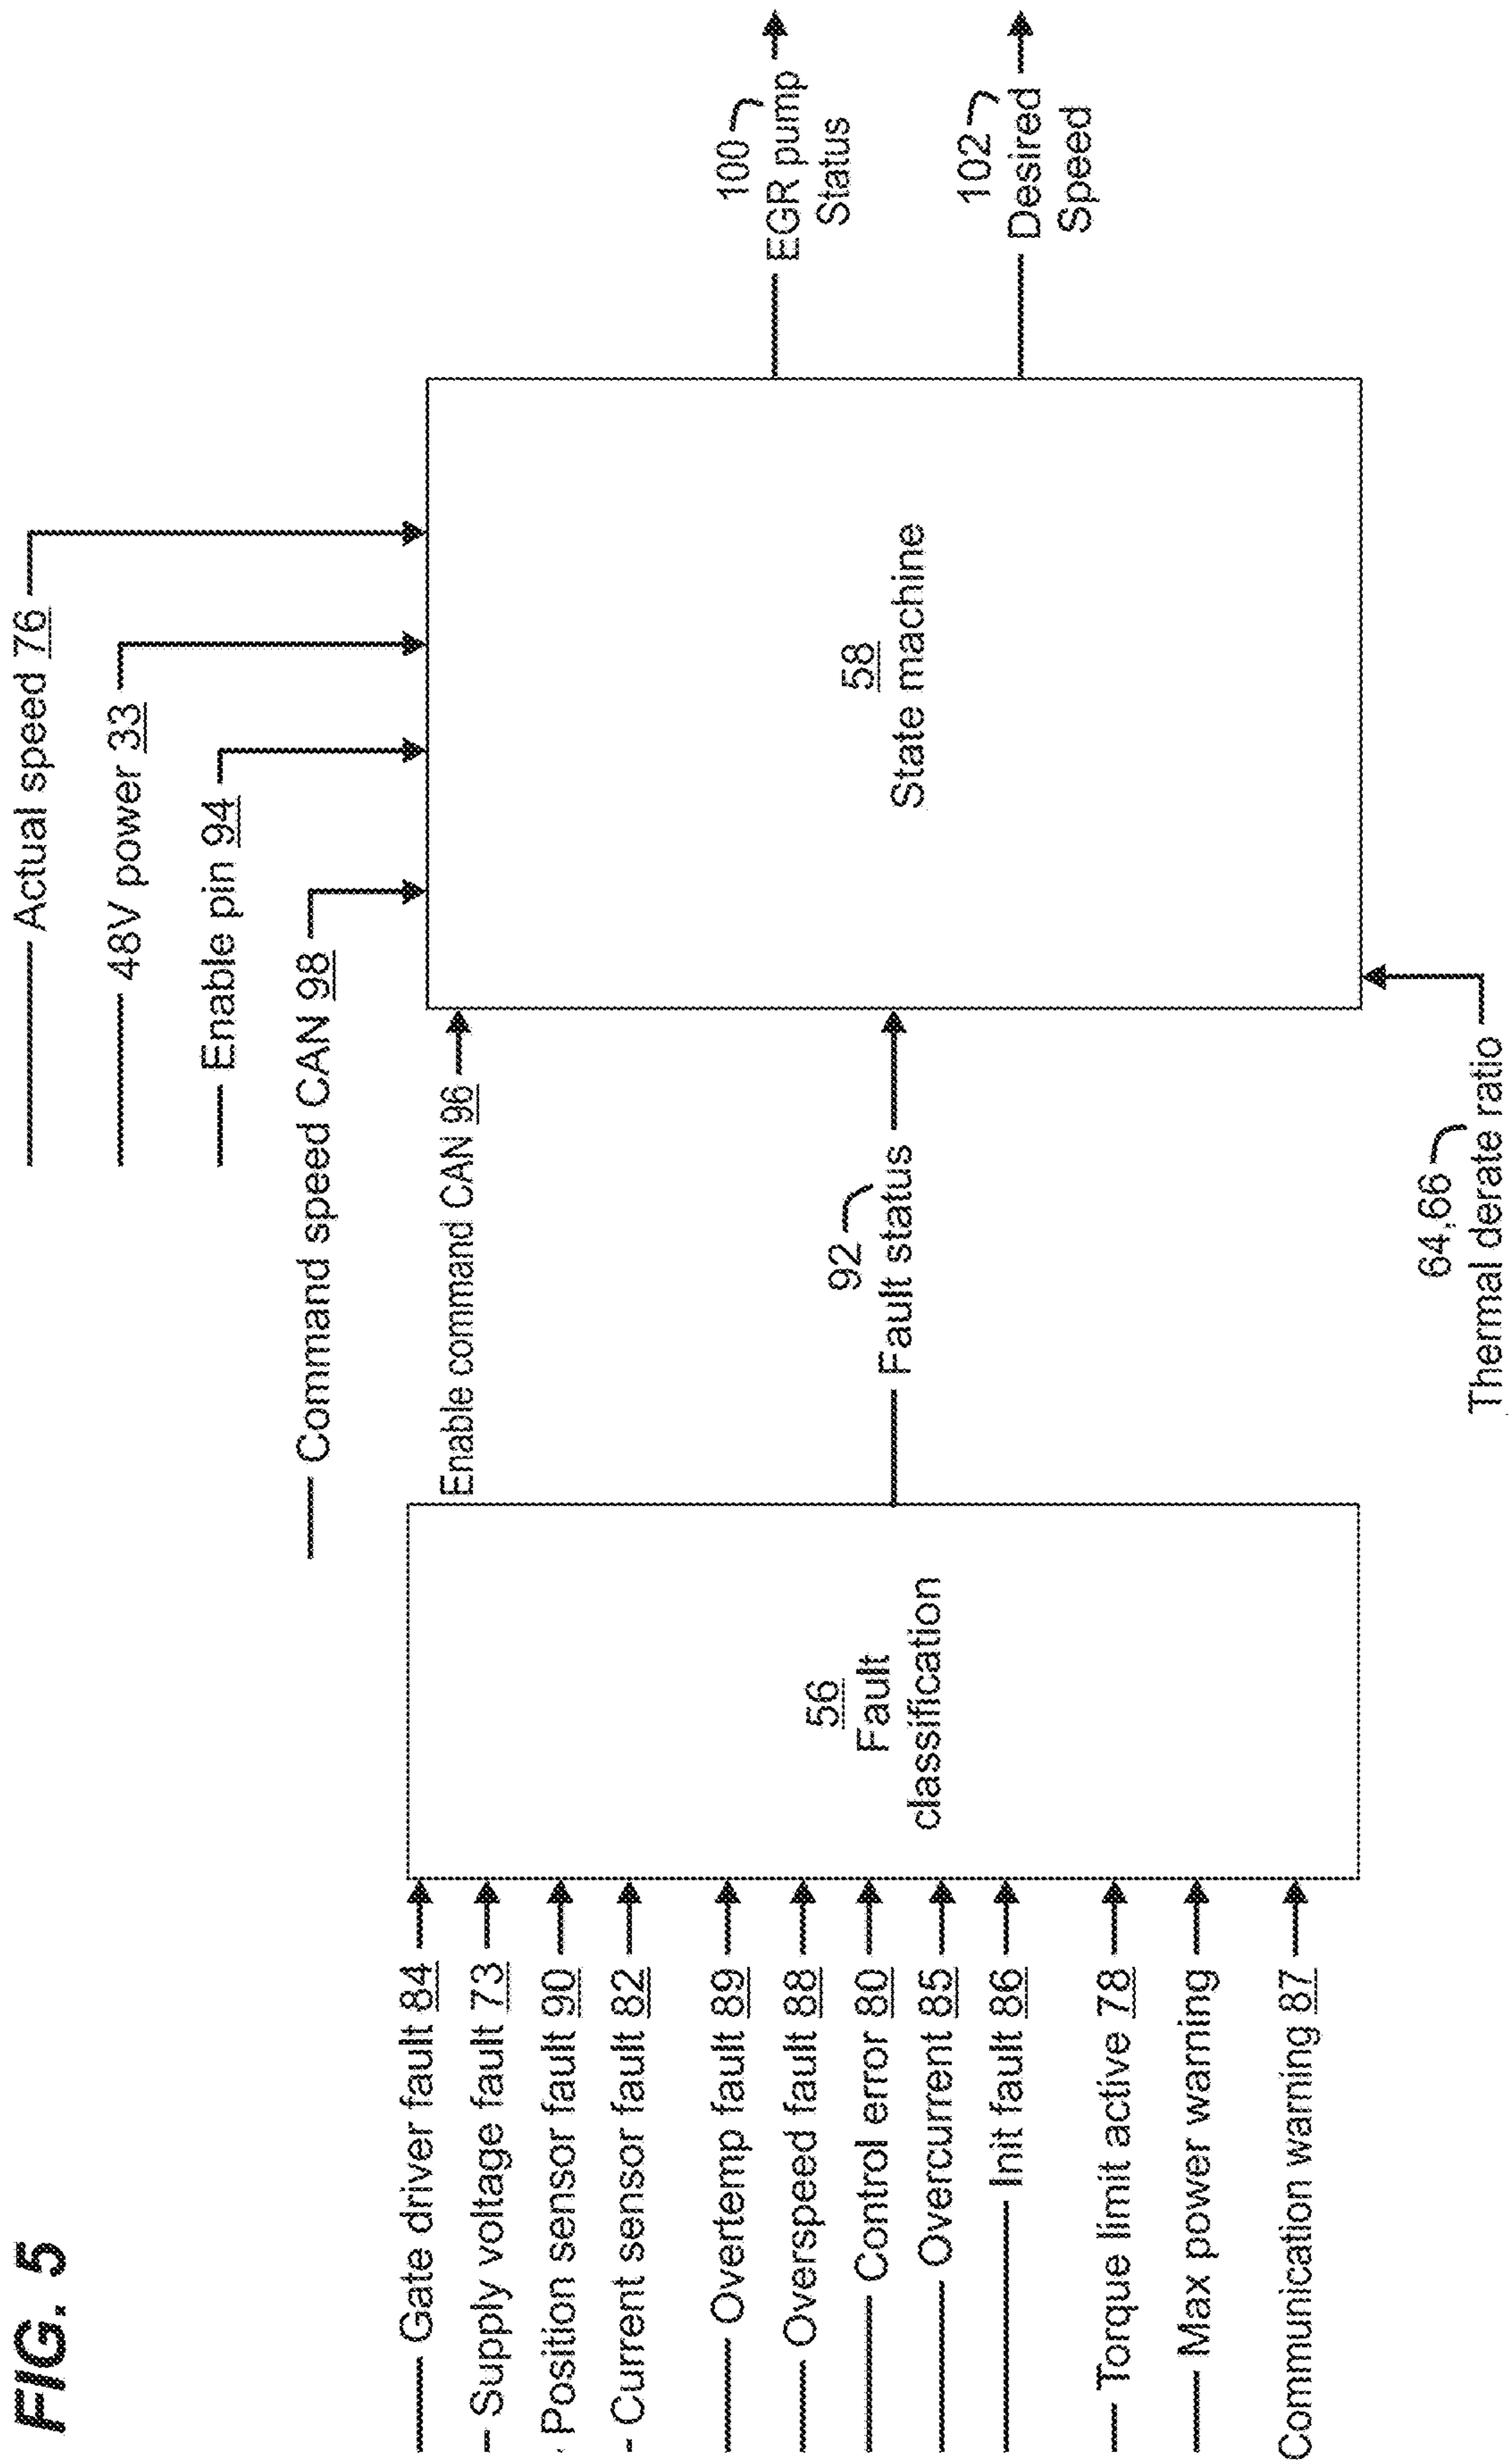 FIG. 5
Actual speed 76
48V power 33
Enable pin 94
Command speed CAN 98
Enable command CAN 96
Gate driver fault 84
Supply voltage fault 73
Position sensor fault 90
Current sensor fault 82
Overtemp fault 89
Overspeed fault 88
Control error 80
Overcurrent 85
Init fault 86
Torque limit active 78
Max power warning
Communication warning 87
56
Fault
classification
92
Fault status
58
State machine
64,66
Thermal derate ratio
100
EGR pump
Status
102
Desired
Speed